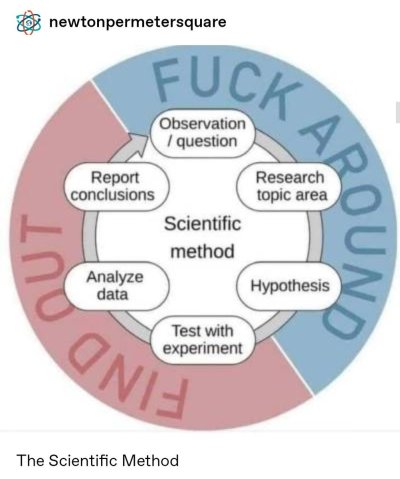 newtonpermetersquare
FUCK AROUND
Observation
/ question
Research
topic area
Hypothesis
Test with
experiment
Analyze
data
Report
conclusions
Scientific
method
FIND OUT
The Scientific Method